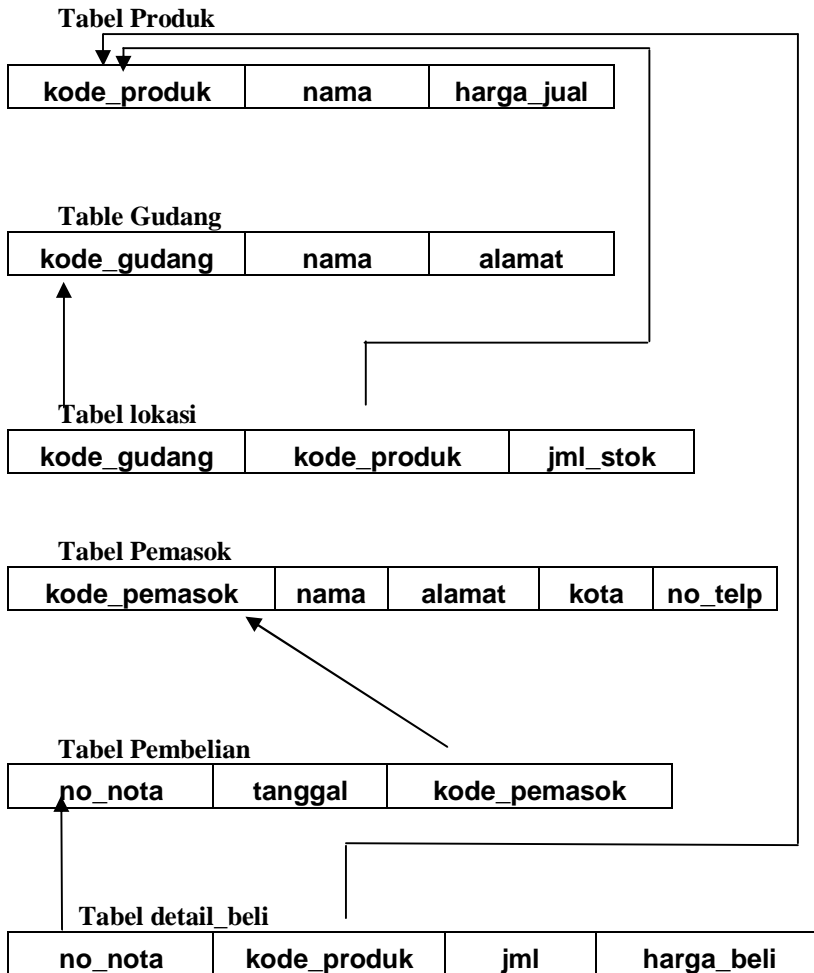 Tabel Produk
kode_produk nama harga_jual
Table Gudang
kode_gudang nama alamat
Tabel lokasi
kode_gudang kode_produk jml_stok
Tabel Pemasok
kode_pemasok nama alamat kota no_telp
Tabel Pembelian
no_nota tanggal kode_pemasok
Tabel detail_beli
no_nota kode_produk jml harga_beli